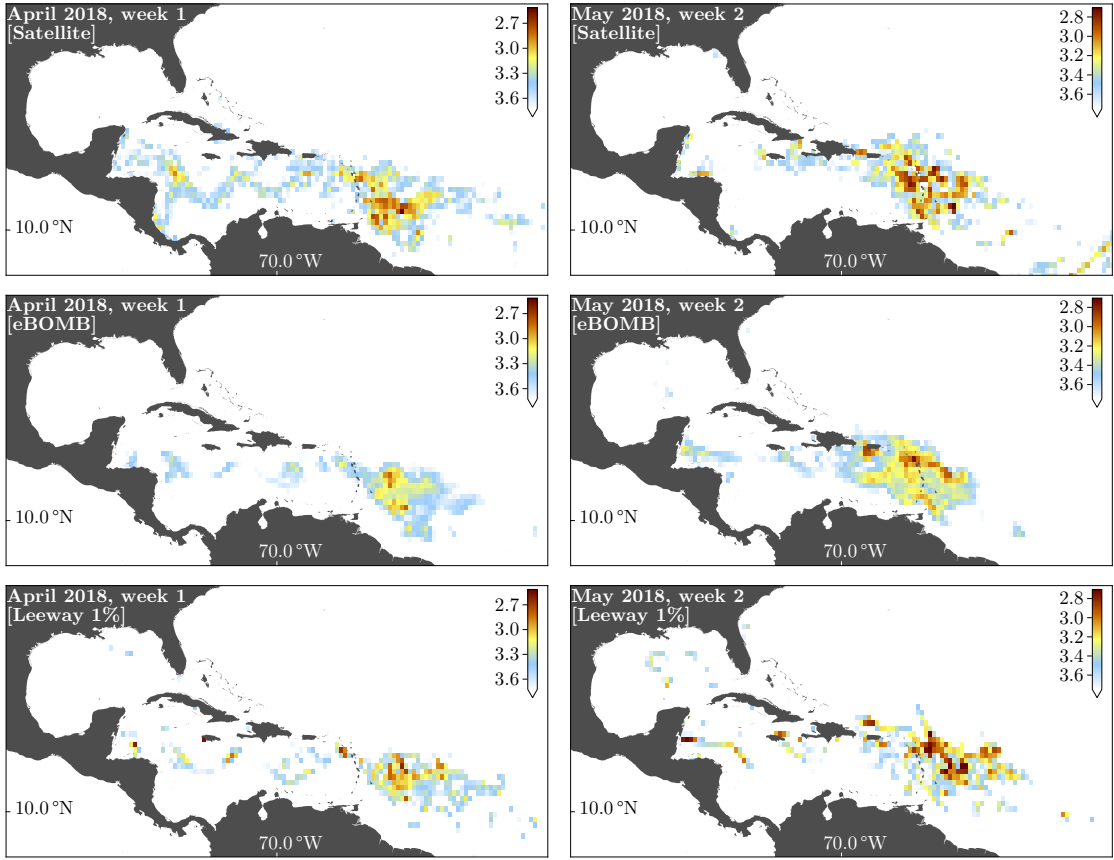 April 2018, week 1
[Satellite]
2.7
3.0
3.3
3.6
10.0 °N
70.0 °W
May 2018, week 2
[Satellite]
2.8
3.0
3.2
3.4
3.6
10.0 °N
70.0 °W
April 2018, week 1
[eBOMB]
2.7
3.0
3.3
3.6
10.0 °N
70.0 °W
May 2018, week 2
[eBOMB]
2.8
3.0
3.2
3.4
3.6
10.0 °N
70.0 °W
April 2018, week 1
[Leeway 1%]
2.7
3.0
3.3
3.6
10.0 °N
70.0 °W
May 2018, week 2
[Leeway 1%]
2.8
3.0
3.2
3.4
3.6
10.0 °N
70.0 °W